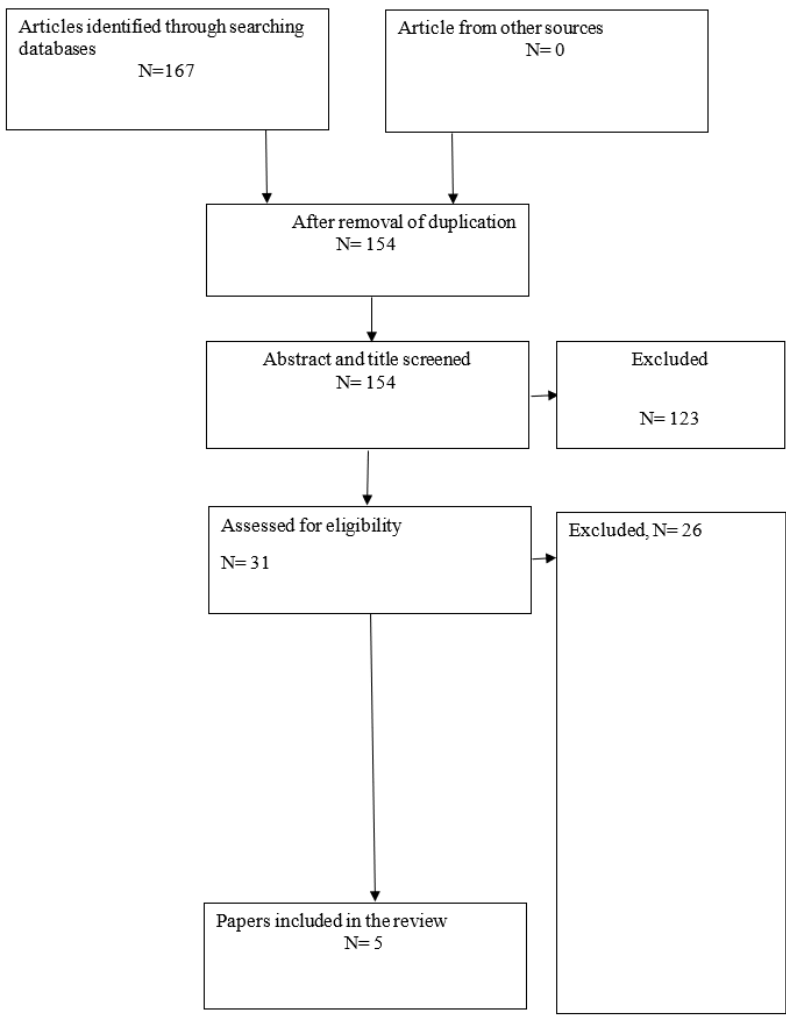 Articles identified through searching
databases
N=167
Article from other sources
N= 0
After removal of duplication
N= 154
Abstract and title screened
N= 154
Excluded
N= 123
Assessed for eligibility
N= 31
Excluded, N= 26
Papers included in the review
N= 5